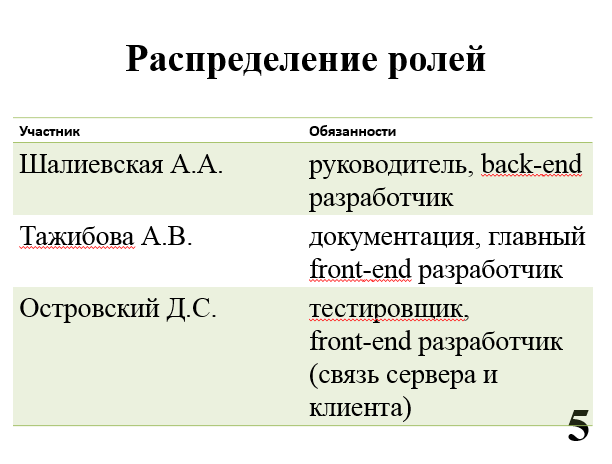 Распределение ролей
Участник Обязанности
Шалиевская А.А. руководитель, back-end
разработчик
Тажибова А.В. документация, главный
front-end разработчик
Островский Д.С. тестировщик,
front-end разработчик
(связь сервера и
клиента)
5